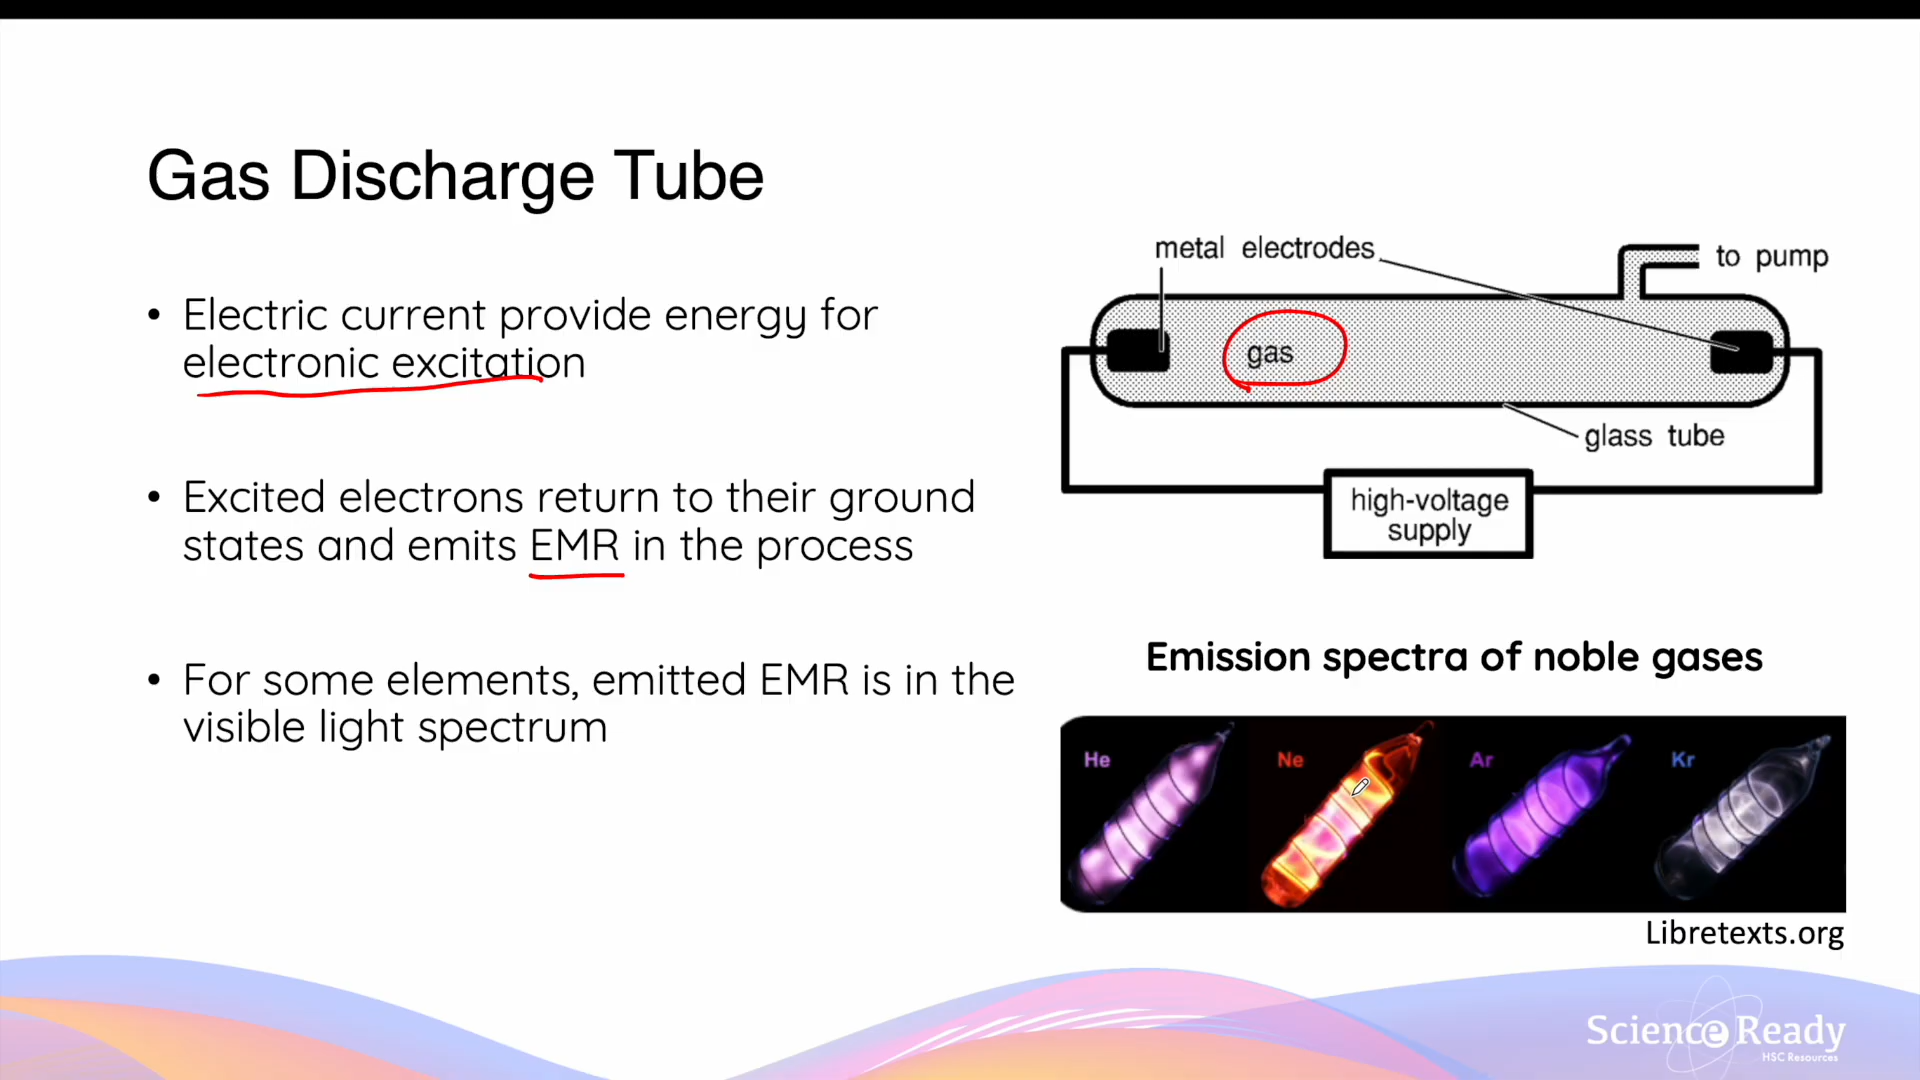 Gas Discharge Tube
• Electric current provide energy for
electronic excitation
• Excited electrons return to their ground
states and emits EMR in the process
• For some elements, emitted EMR is in the
visible light spectrum
metal electrodes
to pump
gas
glass tube
high-voltage
supply
Emission spectra of noble gases
He
Ne
Ar
Kr
Libretexts.org
Science Ready
HSC Resources